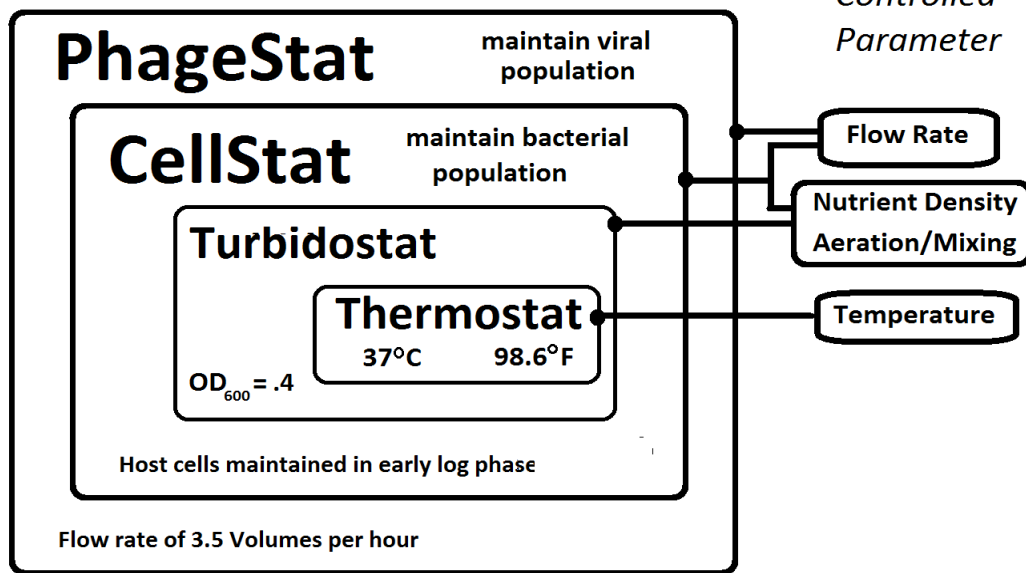 Controlled
Parameter
PhageStat
maintain viral
population
CellStat
maintain bacterial
population
Turbidostat
Thermostat
37°C 98.6°F
OD600 = .4
Host cells maintained in early log phase
Flow rate of 3.5 Volumes per hour
Flow Rate
Nutrient Density
Aeration/Mixing
Temperature